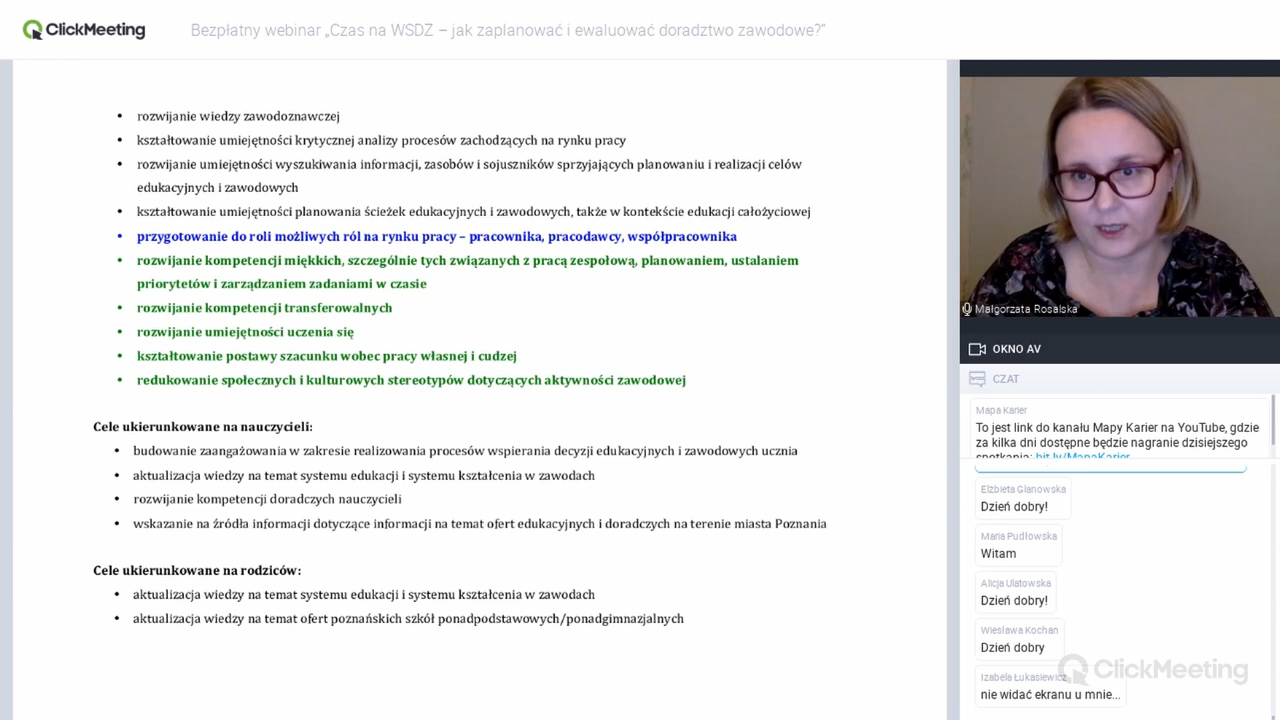 ClickMeeting
Bezpłatny webinar „Czas na WSDZ – jak zaplanować i ewaluować doradztwo zawodowe?”
• rozwijanie wiedzy zawodoznawczej
• kształtowanie umiejętności krytycznej analizy procesów zachodzących na rynku pracy
• rozwijanie umiejętności wyszukiwania informacji, zasobów i sojuszników sprzyjających planowaniu i realizacji celów
edukacyjnych i zawodowych
• kształtowanie umiejętności planowania ścieżek edukacyjnych i zawodowych, także w kontekście edukacji całożyciowej
• przygotowanie do roli możliwych ról na rynku pracy – pracownika, pracodawcy, współpracownika
• rozwijanie kompetencji miękkich, szczególnie tych związanych z pracą zespołową, planowaniem, ustalaniem
priorytetów i zarządzaniem zadaniami w czasie
• rozwijanie kompetencji transferowalnych
• rozwijanie umiejętności uczenia się
• kształtowanie postawy szacunku wobec pracy własnej i cudzej
• redukowanie społecznych i kulturowych stereotypów dotyczących aktywności zawodowej
Cele ukierunkowane na nauczycieli:
• budowanie zaangażowania w zakresie realizowania procesów wspierania decyzji edukacyjnych i zawodowych ucznia
• aktualizacja wiedzy na temat systemu edukacji i systemu kształcenia w zawodach
• rozwijanie kompetencji doradczych nauczycieli
• wskazanie na źródła informacji dotyczące informacji na temat ofert edukacyjnych i doradczych na terenie miasta Poznania
Cele ukierunkowane na rodziców:
• aktualizacja wiedzy na temat systemu edukacji i systemu kształcenia w zawodach
• aktualizacja wiedzy na temat ofert poznańskich szkół ponadpodstawowych/ponadgimnazjalnych
Małgorzata Rosalska
OKNO AV
CZAT
Mapa Karier
To jest link do kanału Mapy Karier na YouTube, gdzie
za kilka dni dostępne będzie nagranie dzisiejszego
spotkania: bit.ly/MapaKarier
Elżbieta Glanowska
Dzień dobry!
Maria Pudłowska
Witam
Alicja Ulatowska
Dzień dobry!
Wiesława Kochan
Dzień dobry
Izabela Łukasiewicz
nie widać ekranu u mnie...
ClickMeeting